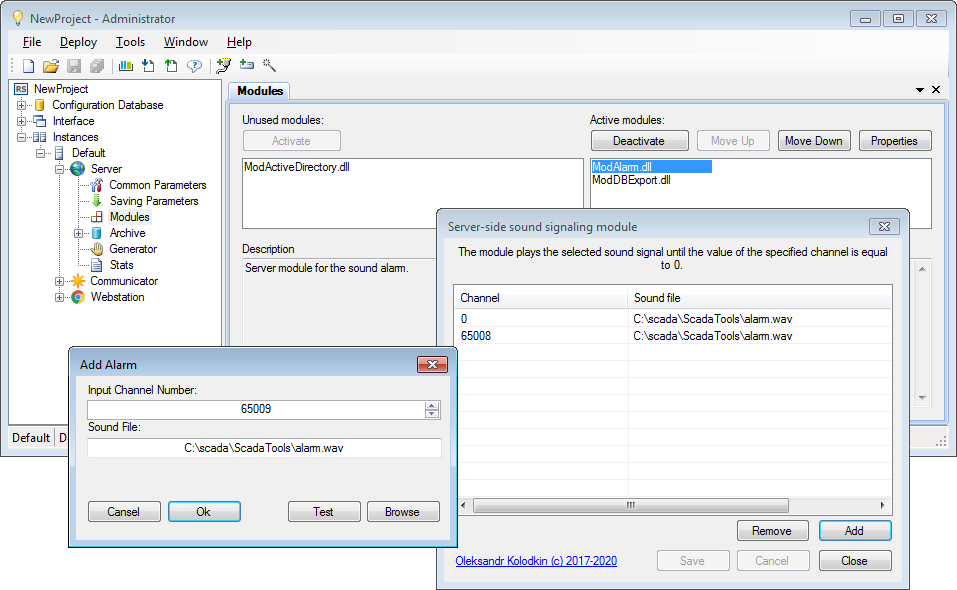 NewProject - Administrator
File Deploy Tools Window Help
RS NewProject
Configuration Database
Interface
Instances
Default
Server
Common Parameters
Saving Parameters
Modules
Archive
Generator
Stats
Communicator
Webstation
Default D
Modules
Unused modules:
Activate
ModActiveDirectory.dll
Active modules:
Deactivate Move Up Move Down Properties
ModAlarm.dll
ModDBExport.dll
Description
Server module for the sound alarm.
Server-side sound signaling module
The module plays the selected sound signal until the value of the specified channel is equal
to 0.
Channel Sound file
0 C:\scada\ScadaTools\alarm.wav
65008 C:\scada\ScadaTools\alarm.wav
Remove Add
Oleksandr Kolodkin (c) 2017-2020 Save Cancel Close
Add Alarm
Input Channel Number:
65009
Sound File:
C:\scada\ScadaTools\alarm.wav
Cansel Ok Test Browse